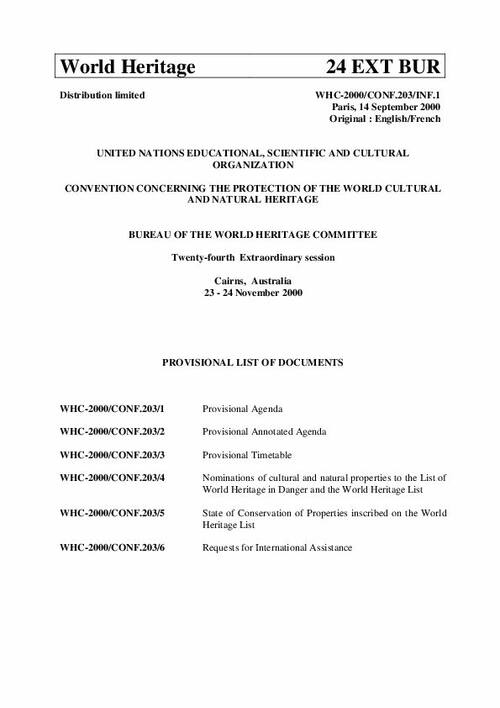 World Heritage 24 EXT BUR
Distribution limited WHC-2000/CONF.203/INF.1
Paris, 14 September 2000
Original : English/French
UNITED NATIONS EDUCATIONAL, SCIENTIFIC AND CULTURAL
ORGANIZATION
CONVENTION CONCERNING THE PROTECTION OF THE WORLD CULTURAL
AND NATURAL HERITAGE
BUREAU OF THE WORLD HERITAGE COMMITTEE
Twenty-fourth Extraordinary session
Cairns, Australia
23 - 24 November 2000
PROVISIONAL LIST OF DOCUMENTS
WHC-2000/CONF.203/1 Provisional Agenda
WHC-2000/CONF.203/2 Provisional Annotated Agenda
WHC-2000/CONF.203/3 Provisional Timetable
WHC-2000/CONF.203/4 Nominations of cultural and natural properties to the List of
World Heritage in Danger and the World Heritage List
WHC-2000/CONF.203/5 State of Conservation of Properties inscribed on the World
Heritage List
WHC-2000/CONF.203/6 Requests for International Assistance